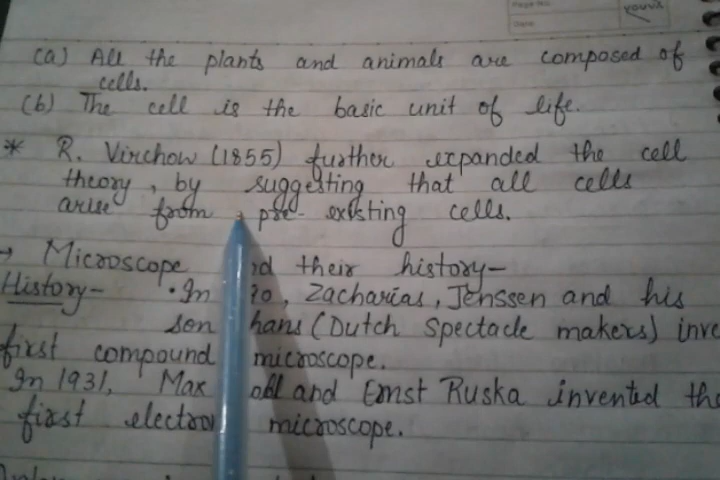 (a) All the plants and animals are composed of
cells.
(b) The cell is the basic unit of life.
* R. Virchow (1855) further expanded the cell
theory, by suggesting that all cells
arise from pre-existing cells.
→ Microscope nd their history-
History- • In 90, Zacharias, Jenssen and his
son hans (Dutch Spectacle makers) inve
first compound microscope.
In 1931, Max and Ernst Ruska invented the
first electron microscope.